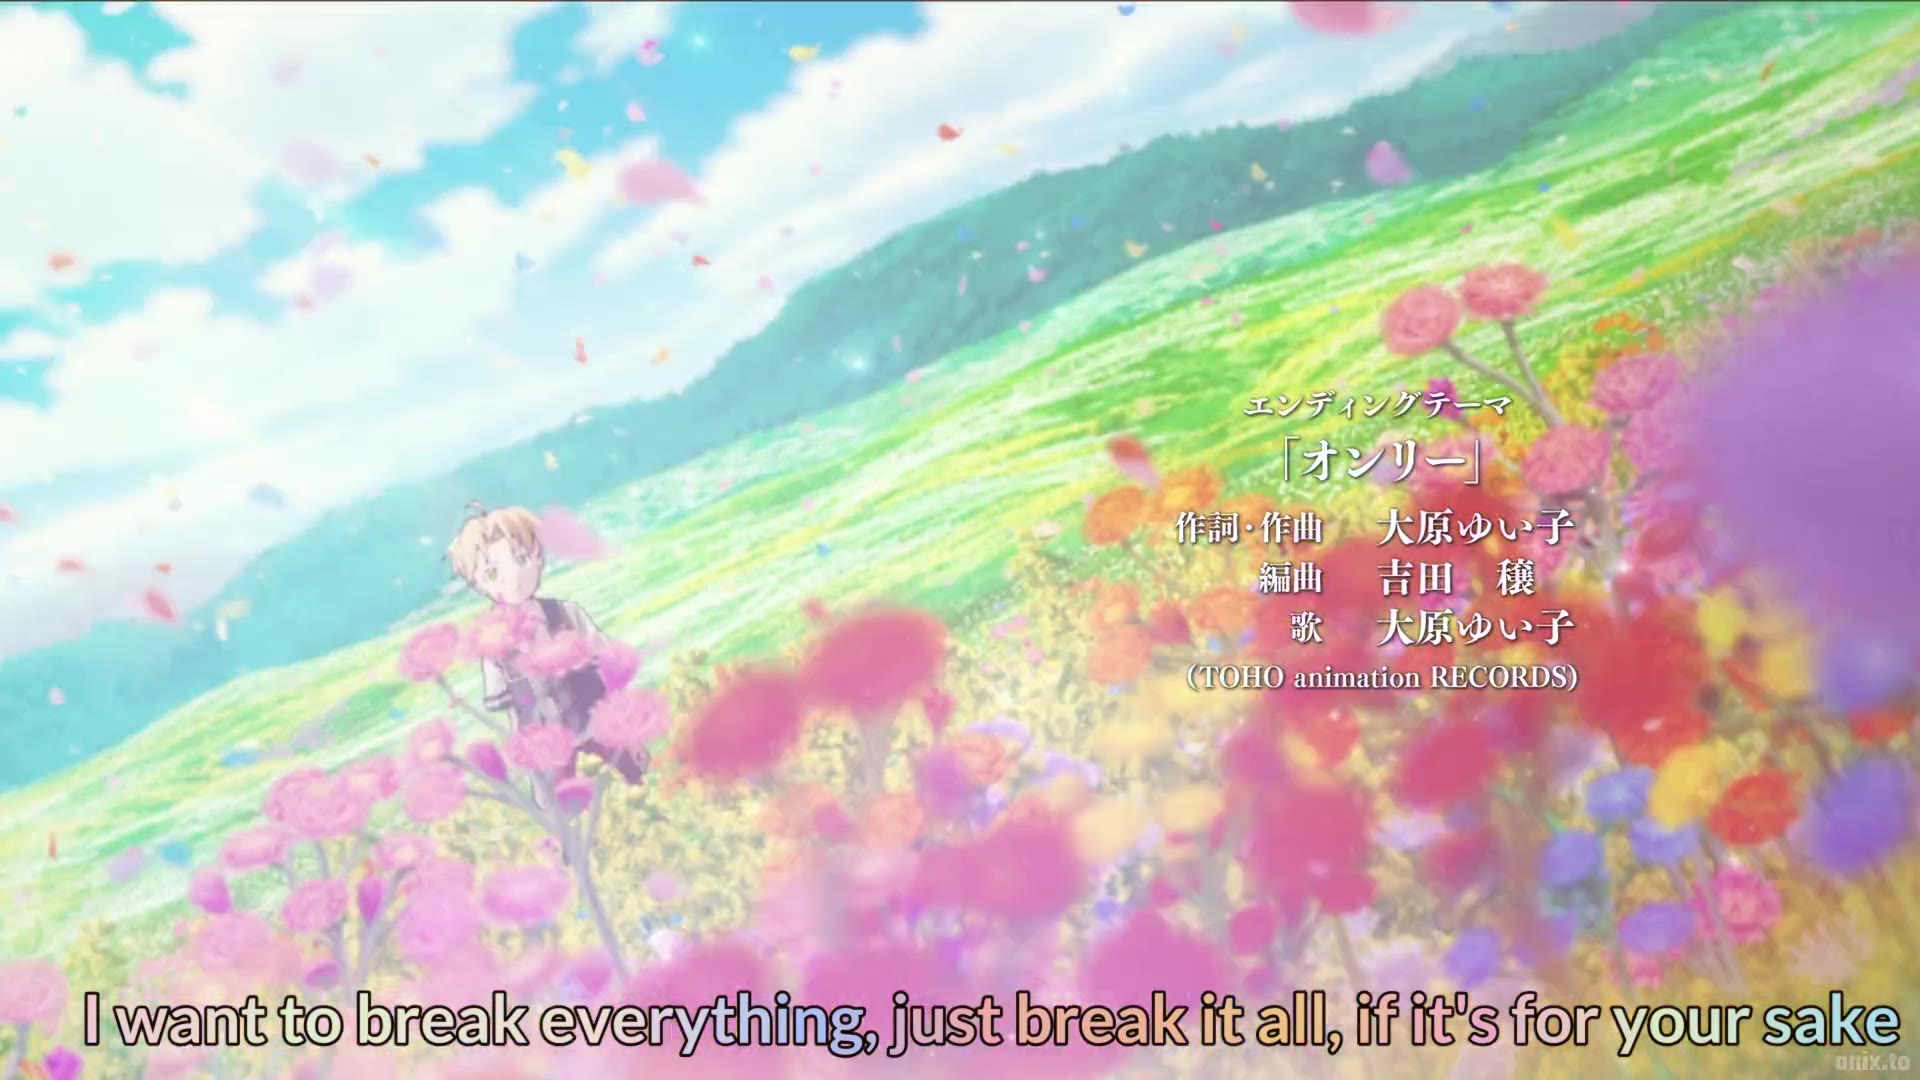 エンディングテーマ
「オンリー」
作詞・作曲 大原ゆい子
編曲 吉田 穣
歌 大原ゆい子
(TOHO animation RECORDS)
I want to break everything, just break it all, if it's for your sake
anix.to